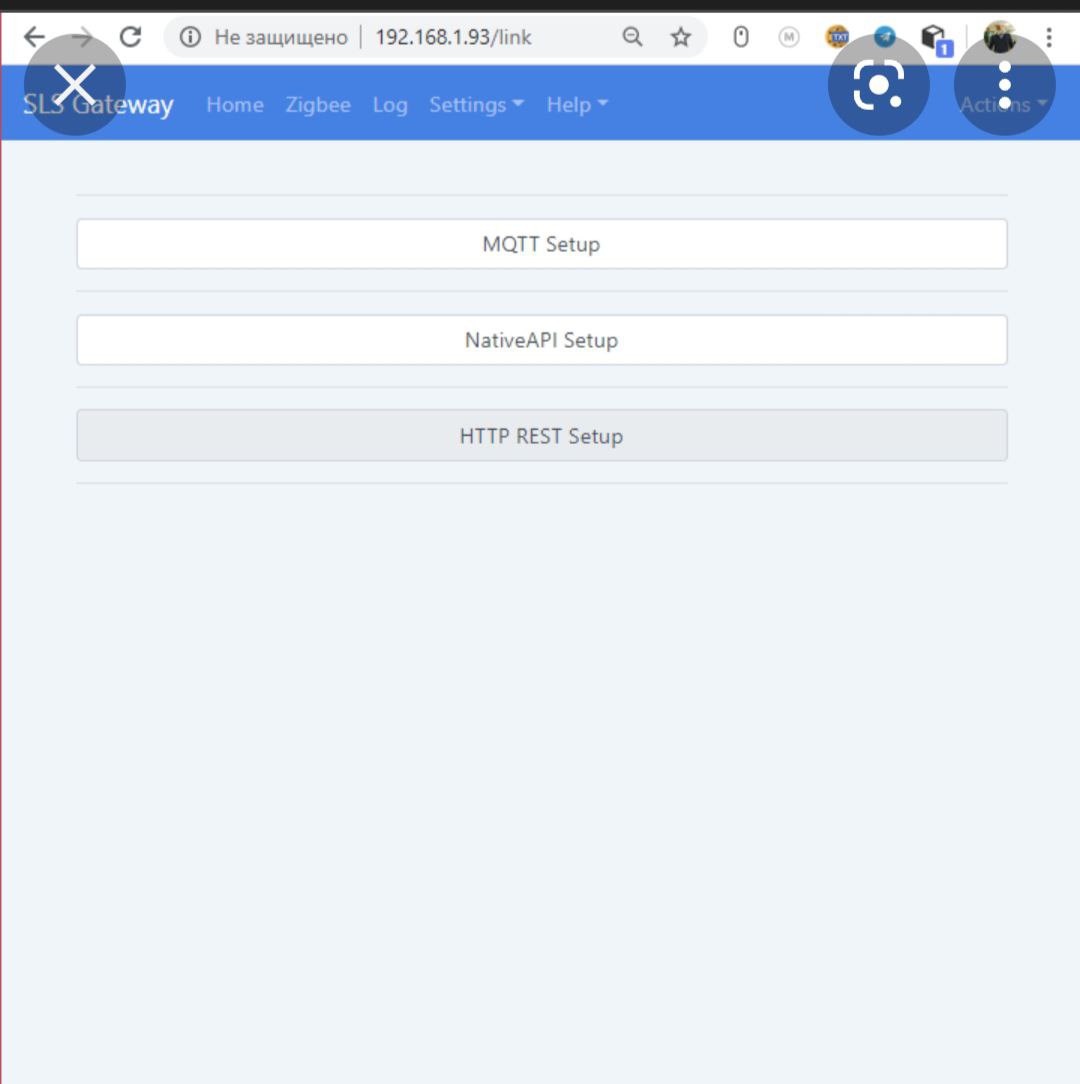 Не защищено | 192.168.1.93/link
1
SLS Gateway Home Zigbee Log Settings Help Actions
MQTT Setup
NativeAPI Setup
HTTP REST Setup